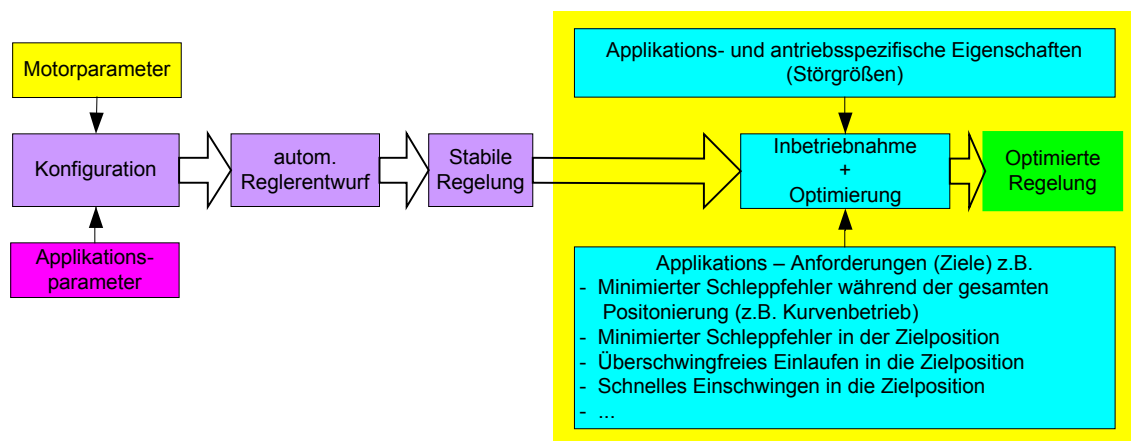 Motorparameter
Konfiguration
Applikations-
parameter
autom.
Reglerentwurf
Stabile
Regelung
Applikations- und antriebsspezifische Eigenschaften
(Störgrößen)
Inbetriebnahme
+
Optimierung
Optimierte
Regelung
Applikations – Anforderungen (Ziele) z.B.
- Minimierter Schleppfehler während der gesamten
Positionierung (z.B. Kurvenbetrieb)
- Minimierter Schleppfehler in der Zielposition
- Überschwingfreies Einlaufen in die Zielposition
- Schnelles Einschwingen in die Zielposition
- ...